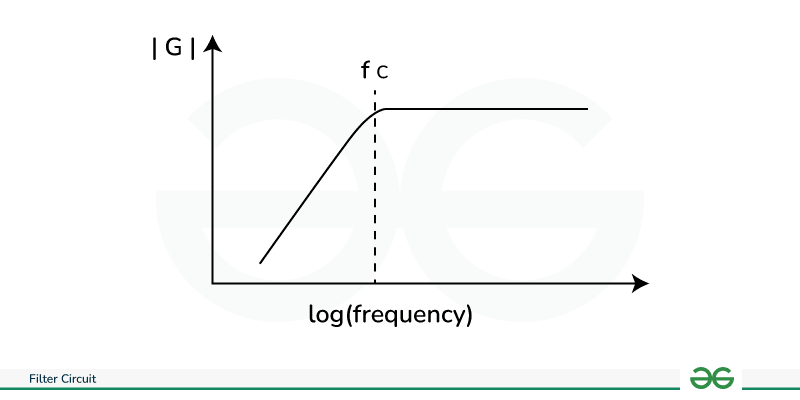 | G |
f c
log(frequency)
Filter Circuit